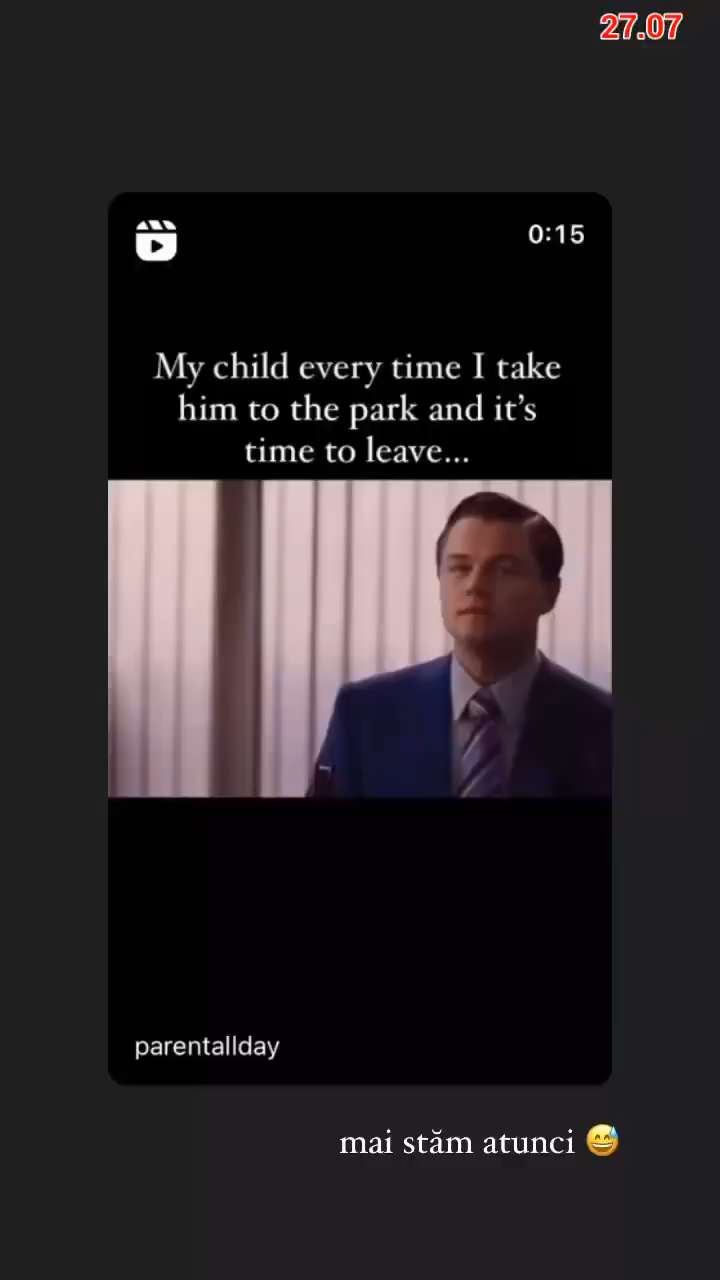 27.07
0:15
My child every time I take
him to the park and it’s
time to leave...
parentallday
mai stăm atunci 😅